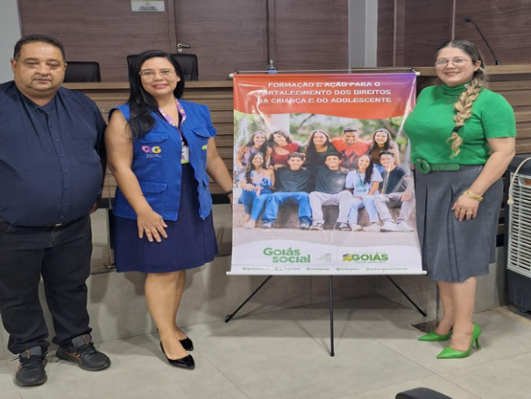 FORMAÇÃO E AÇÃO PARA O
FORTALECIMENTO DOS DIREITOS
DA CRIANÇA E DO ADOLESCENTE
GOIÁS
SOCIAL
GOIÁS